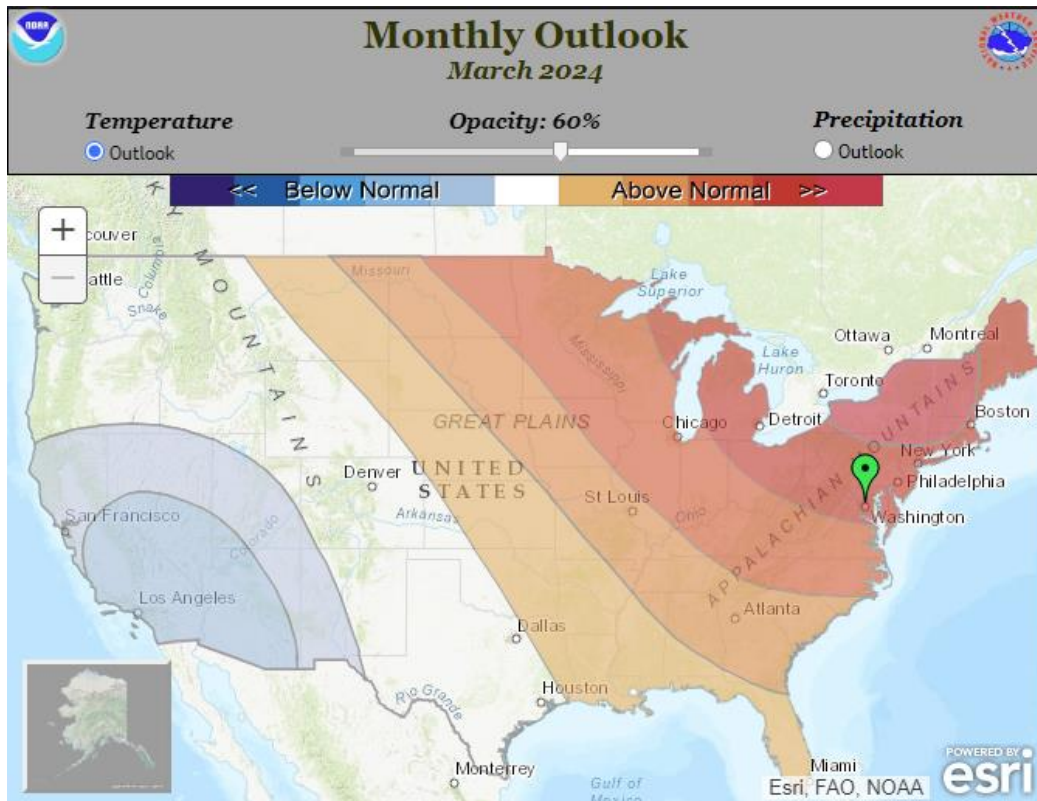 NOAA
Monthly Outlook
March 2024
Temperature
Opacity: 60%
Precipitation
Outlook
Outlook
<< Below Normal
Above Normal >>
+
couver
−
attle
Columbia
Snake
K Y MOUNTAINS
Missouri
Lake
Superior
Mississippi
Lake
Huron
Ottawa
Montreal
Toronto
Boston
Chicago
Detroit
New York
Philadelphia
Washington
GREAT PLAINS
Denver
UNITED
STATES
Arkansas
St Louis
Ohio
APPALACHIAN MOUNTAINS
San Francisco
Colorado
Los Angeles
Atlanta
Dallas
Houston
Rio Grande
Monterrey
Gulf of
Mexico
Miami
Esri, FAO, NOAA
POWERED BY
esri